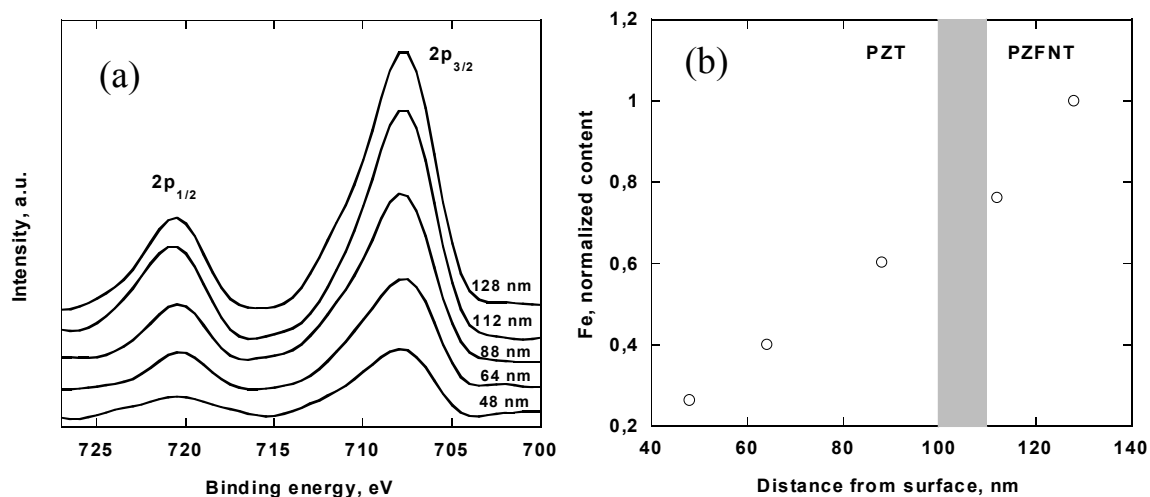 (a)
2p3/2
2p1/2
128 nm
112 nm
88 nm
64 nm
48 nm
Intensity, a.u.
725 720 715 710 705 700
Binding energy, eV
(b)
PZT PZFNT
1,2
1
0,8
0,6
0,4
0,2
Fe, normalized content
40 60 80 100 120 140
Distance from surface, nm